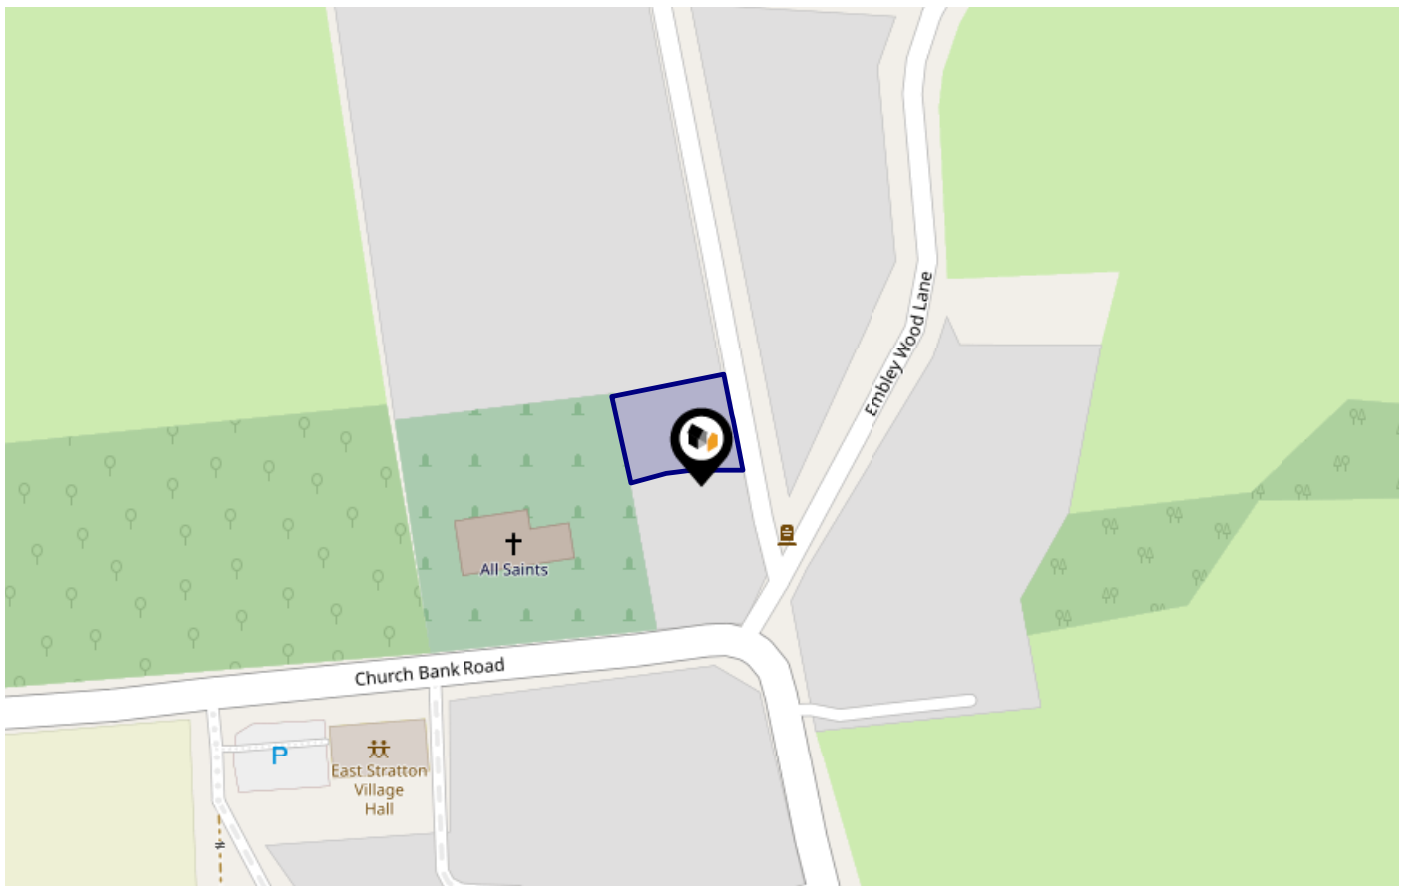 Embley Wood Lane
All Saints
Church Bank Road
P
East Stratton
Village
Hall